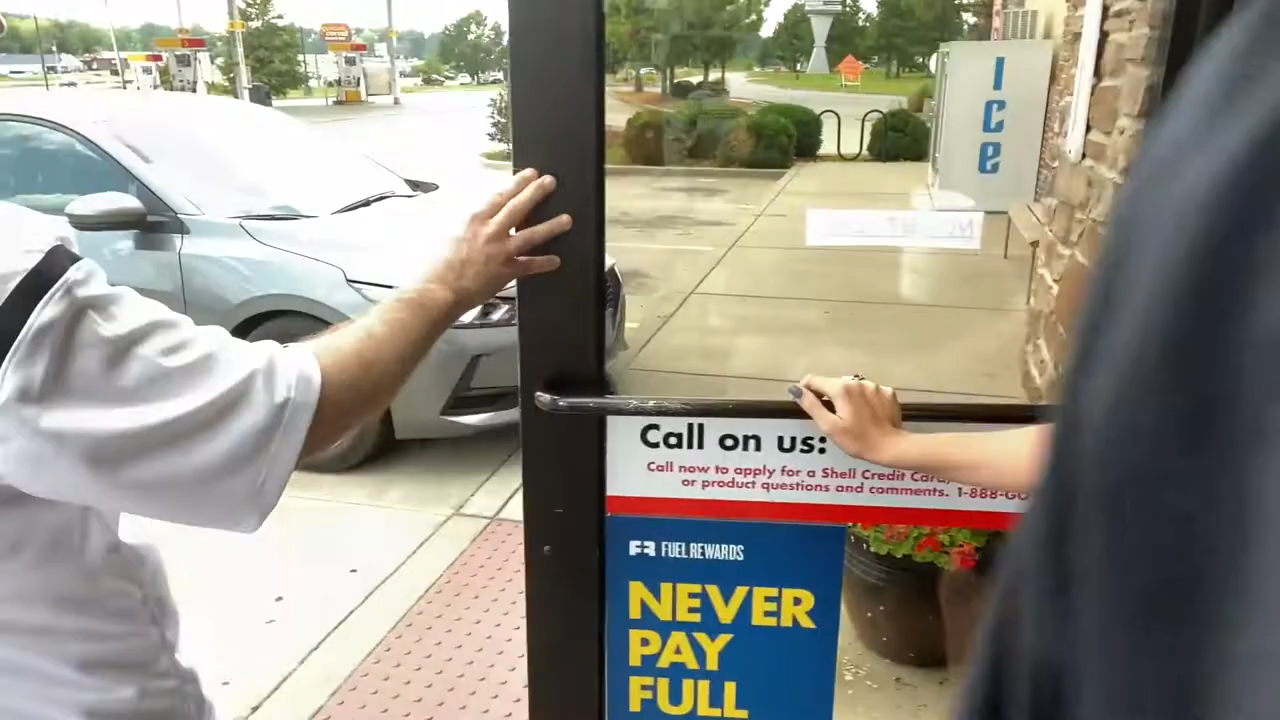 Ice
Call on us:
Call now to apply for a Shell Credit Card,
or product questions and comments. 1-888-GO
FUEL REWARDS
NEVER
PAY
FULL